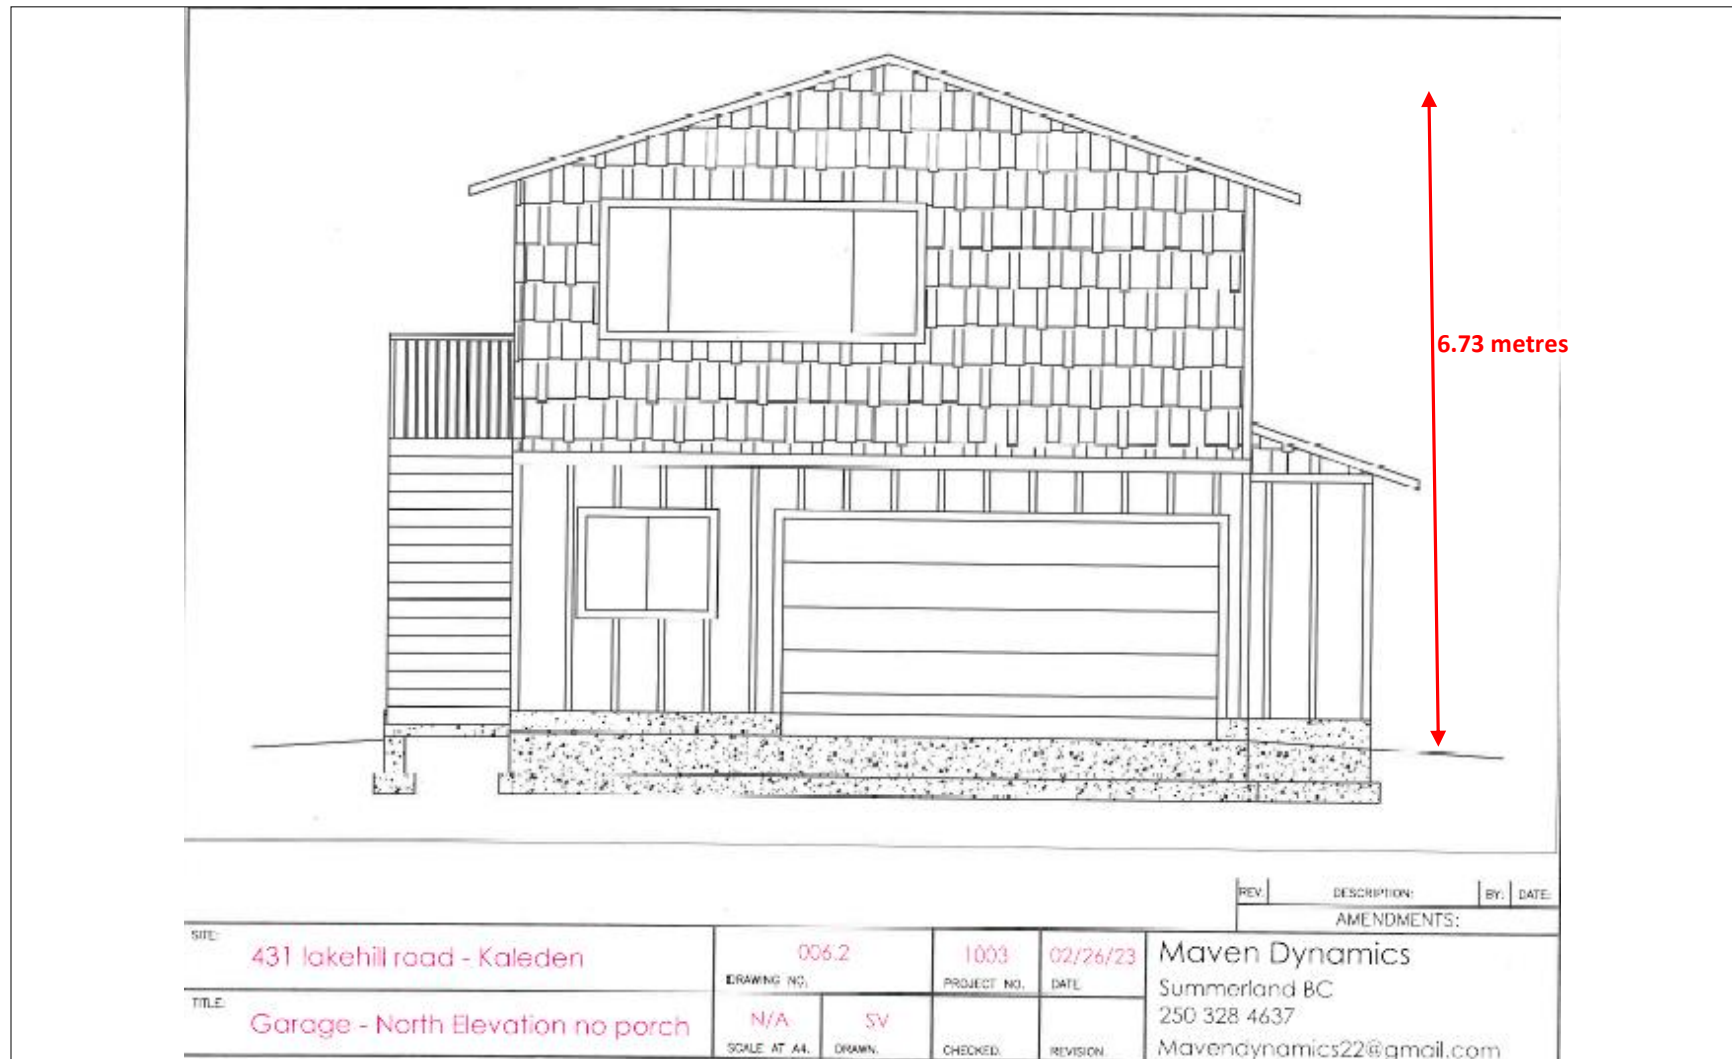 6.73 metres
REV. DESCRIPTION: BY: DATE:
AMENDMENTS:
SITE: 431 lakehill road - Kaleden
006.2
DRAWING NO.
1003
PROJECT NO.
02/26/23
DATE
Maven Dynamics
Summerland BC
250 328 4637
Mavendynamics22@gmail.com
TITLE: Garage - North Elevation no porch
N/A
SCALE AT A4.
SV
DRAWN.
CHECKED.
REVISION.